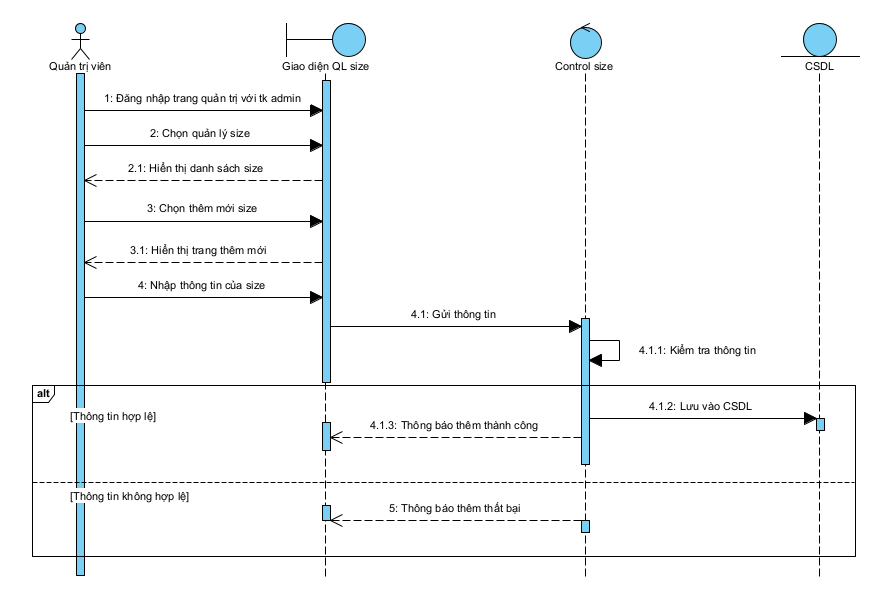 Quản trị viên
Giao diện QL size
Control size
CSDL
1: Đăng nhập trang quản trị với tk admin
2: Chọn quản lý size
2.1: Hiển thị danh sách size
3: Chọn thêm mới size
3.1: Hiển thị trang thêm mới
4: Nhập thông tin của size
4.1: Gửi thông tin
4.1.1: Kiểm tra thông tin
alt
[Thông tin hợp lệ]
4.1.2: Lưu vào CSDL
4.1.3: Thông báo thêm thành công
[Thông tin không hợp lệ]
5: Thông báo thêm thất bại